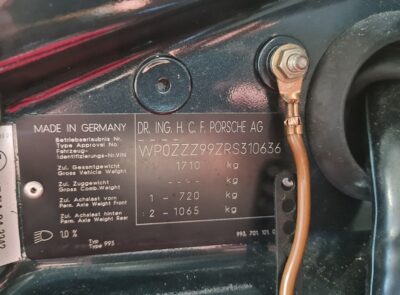 MADE IN GERMANY
DR. ING. H. C. F. PORSCHE AG
Betriebserlaubnis Nr.
Type Approval No.
Fahrzeug-
Identifizierungs-Nr.VIN
WP0ZZZ99ZRS310636
Zul. Gesamtgewicht
Gross Vehicle Weight
1710 kg
Zul. Zuggewicht
Gross Comb.Weight
kg
Zul. Achslast vorn
Perm. Axle Weight Front
1 - 720 kg
Zul. Achslast hinten
Perm. Axle Weight Rear
2 - 1065 kg
1,0 %
Typ
Type 993